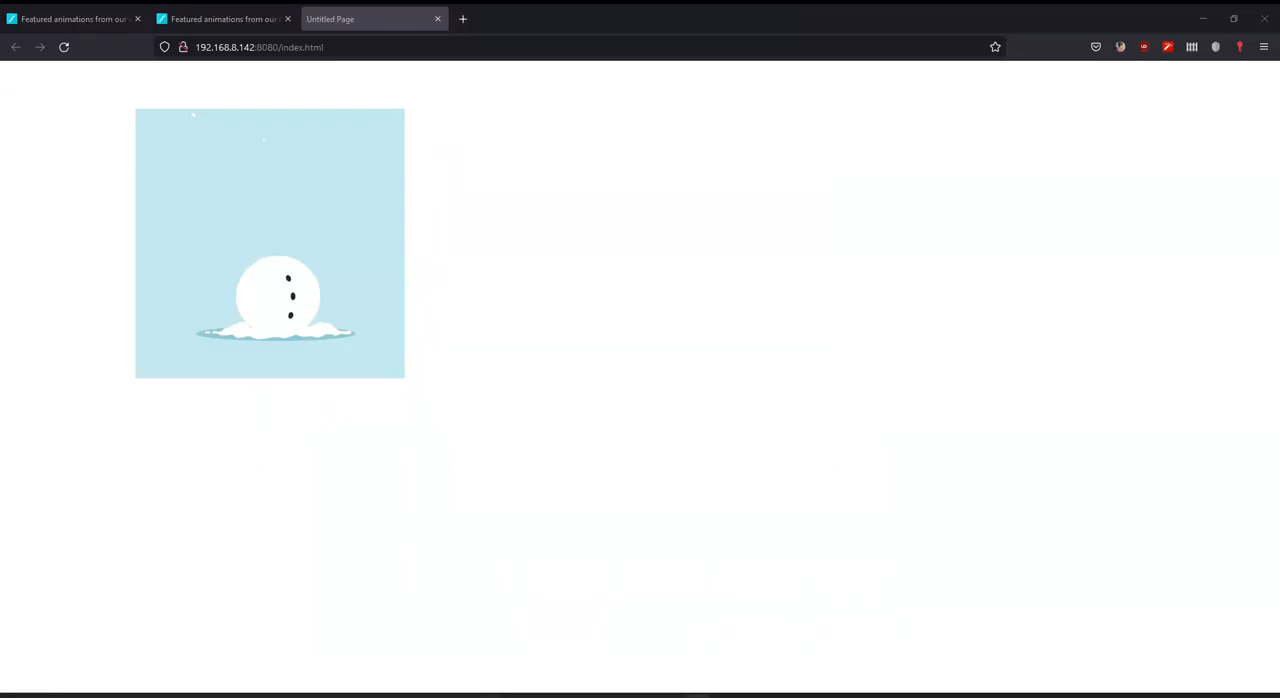 Featured animations from our
Featured animations from our
Untitled Page
192.168.8.142:8080/index.html